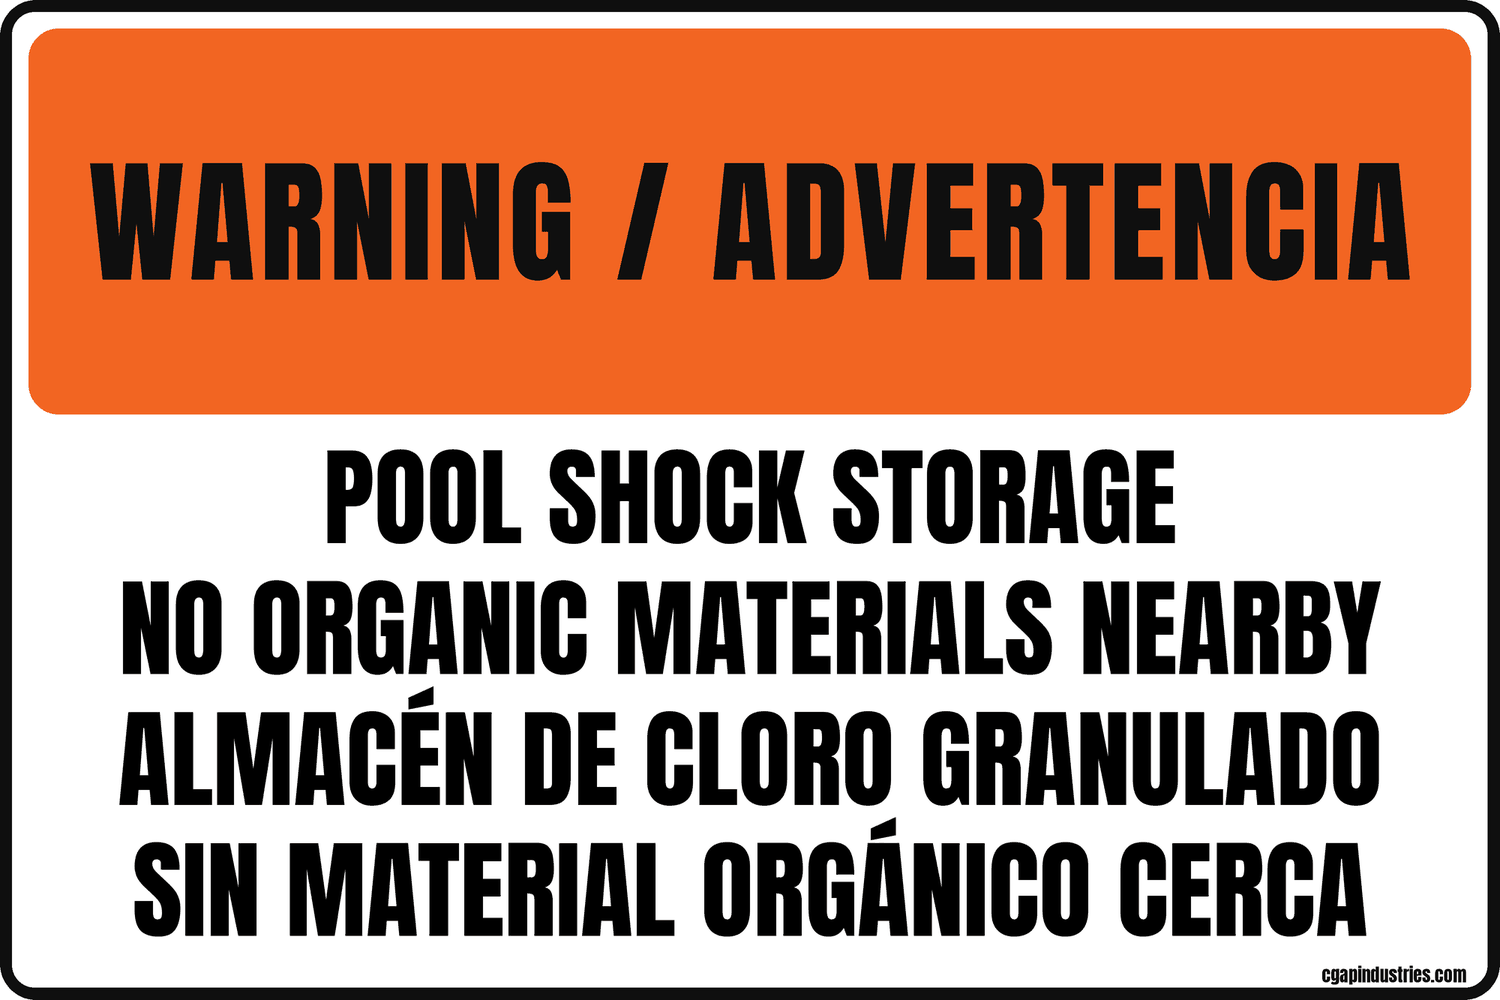 WARNING / ADVERTENCIA
POOL SHOCK STORAGE
NO ORGANIC MATERIALS NEARBY
ALMACÉN DE CLORO GRANULADO
SIN MATERIAL ORGÁNICO CERCA
cgapindustries.com